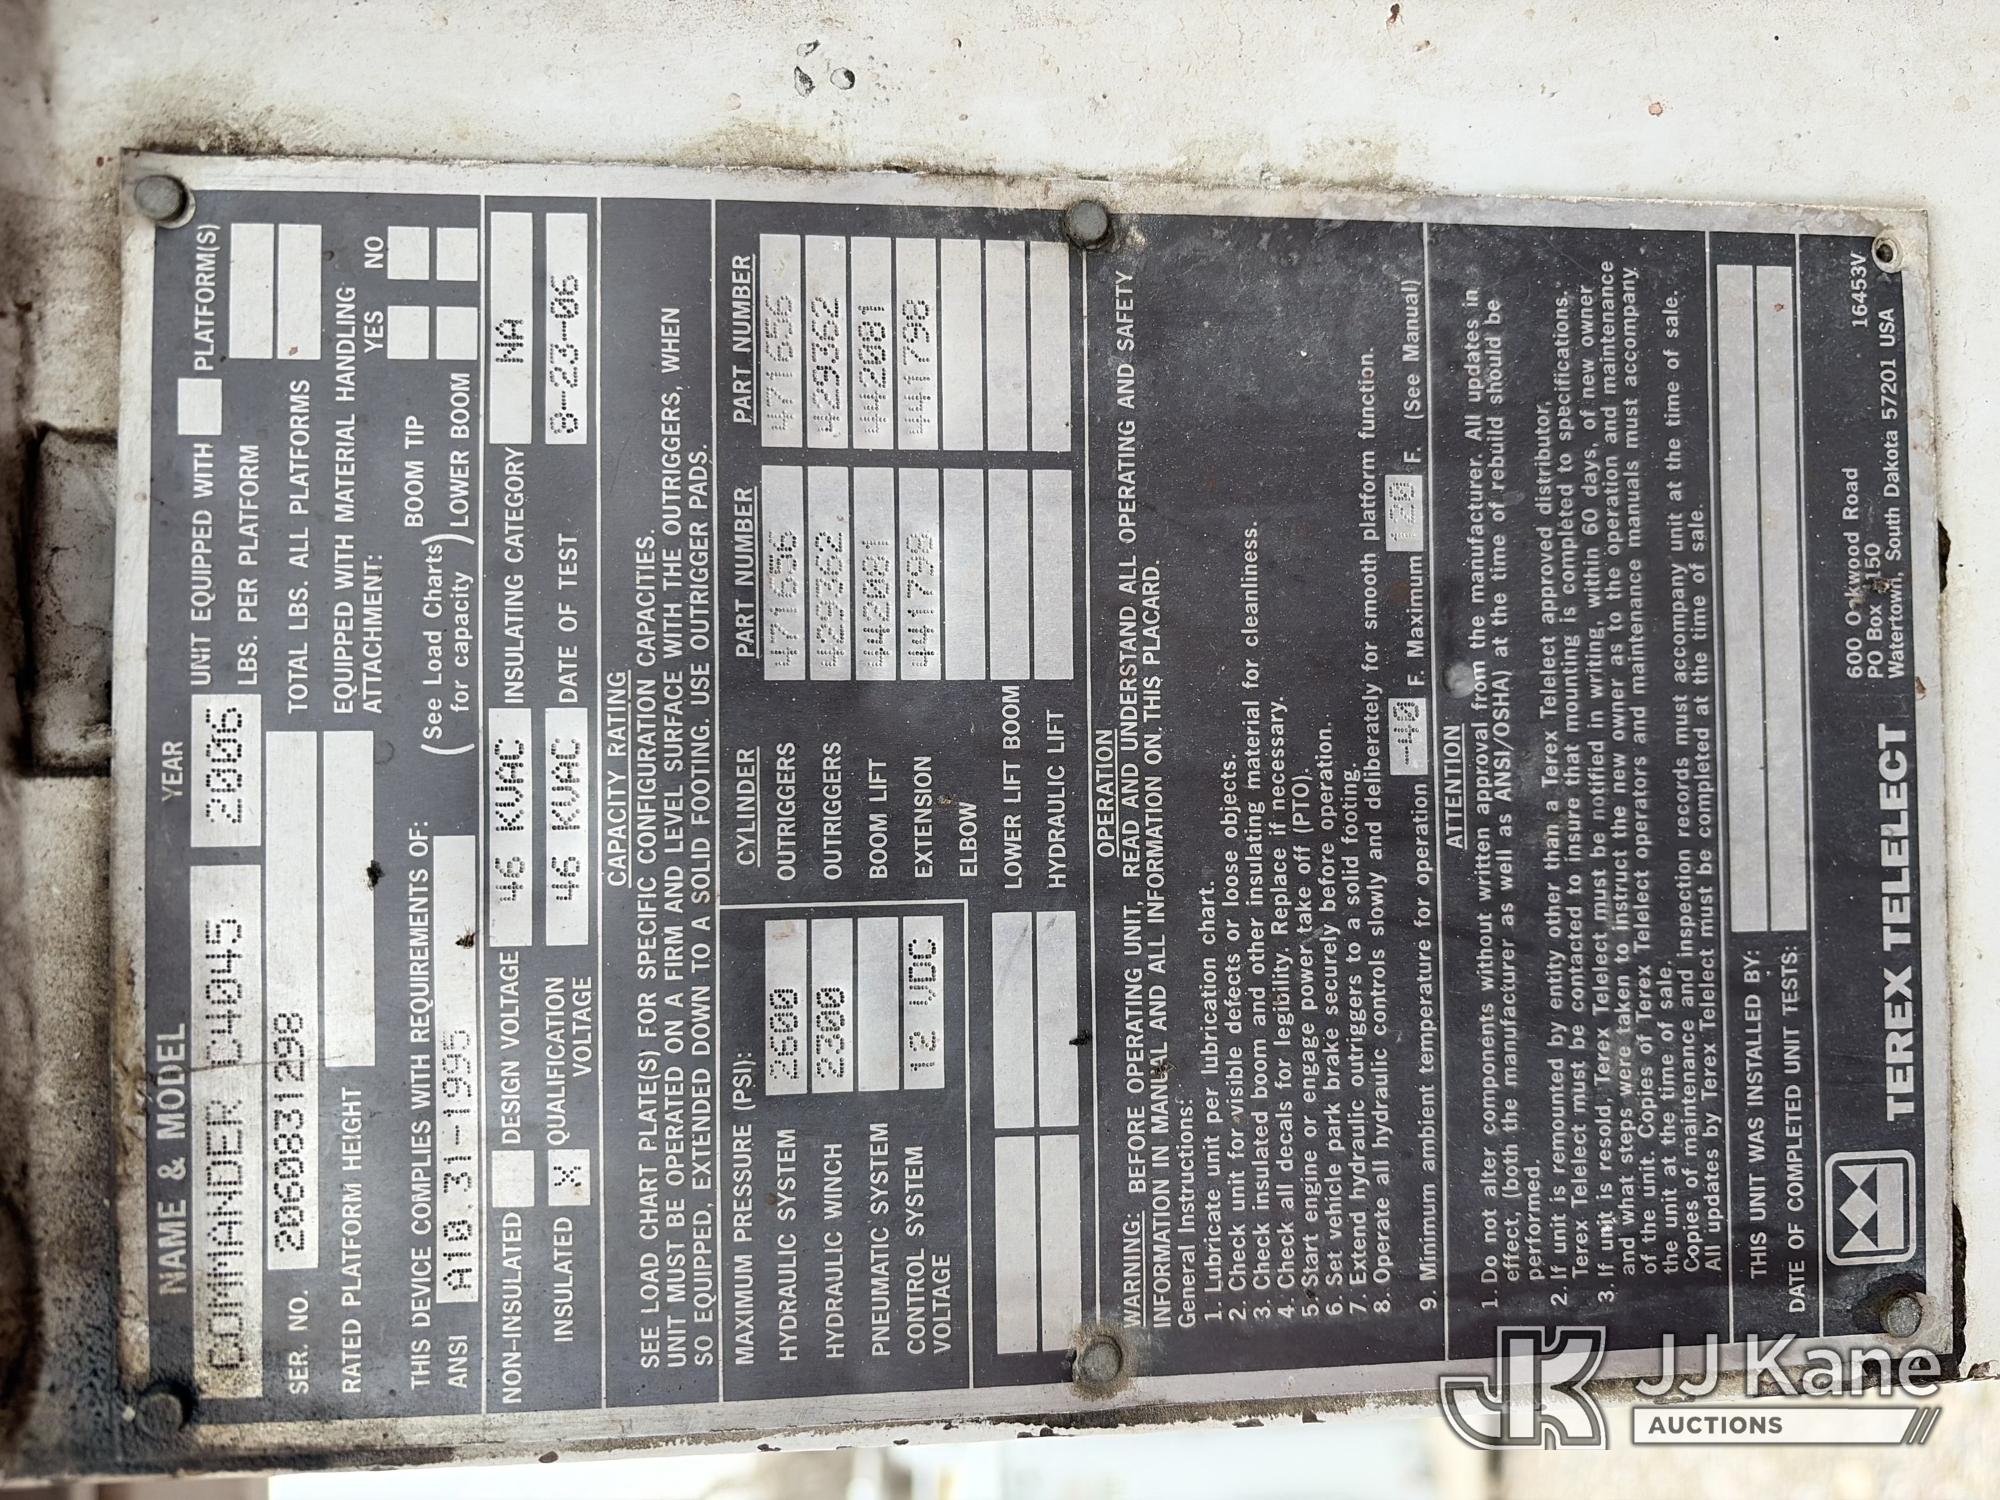 NAME & MODEL YEAR
COMMANDER C4045 2006 UNIT EQUIPPED WITH PLATFORM(S)
SER. NO. 2060831298 LBS. PER PLATFORM
TOTAL LBS. ALL PLATFORMS
RATED PLATFORM HEIGHT EQUIPPED WITH MATERIAL HANDLING
ATTACHMENT: YES NO
THIS DEVICE COMPLIES WITH REQUIREMENTS OF: (See Load Charts for capacity) BOOM TIP
ANSI A10.31-1995 LOWER BOOM
NON-INSULATED DESIGN VOLTAGE 46 KVAC INSULATING CATEGORY NA
INSULATED X QUALIFICATION VOLTAGE 46 KVAC DATE OF TEST 8-23-06
CAPACITY RATING
SEE LOAD CHART PLATE(S) FOR SPECIFIC CONFIGURATION CAPACITIES.
UNIT MUST BE OPERATED ON A FIRM AND LEVEL SURFACE WITH THE OUTRIGGERS, WHEN
SO EQUIPPED, EXTENDED DOWN TO A SOLID FOOTING. USE OUTRIGGER PADS.
MAXIMUM PRESSURE (PSI): CYLINDER PART NUMBER PART NUMBER
HYDRAULIC SYSTEM 2600 OUTRIGGERS 471656 471656
HYDRAULIC WINCH 2300 OUTRIGGERS 429362 429362
PNEUMATIC SYSTEM BOOM LIFT 442081 442081
CONTROL SYSTEM VOLTAGE 12 VDC EXTENSION 441798 441798
ELBOW
LOWER LIFT BOOM
HYDRAULIC LIFT
OPERATION
WARNING: BEFORE OPERATING UNIT, READ AND UNDERSTAND ALL OPERATING AND SAFETY
INFORMATION IN MANUAL AND ALL INFORMATION ON THIS PLACARD.
General Instructions:
1. Lubricate unit per lubrication chart.
2. Check unit for visible defects or loose objects.
3. Check insulated boom and other insulating material for cleanliness.
4. Check all decals for legibility. Replace if necessary.
5. Start engine or engage power take off (PTO).
6. Set vehicle park brake securely before operation.
7. Extend hydraulic outriggers to a solid footing.
8. Operate all hydraulic controls slowly and deliberately for smooth platform function.
9. Minimum ambient temperature for operation -40 F. Maximum F. (See Manual)
ATTENTION
1. Do not alter components without written approval from the manufacturer. All updates in
effect, (both the manufacturer as well as ANSI/OSHA) at the time of rebuild should be
performed.
2. If unit is remounted by entity other than a Terex Telelect approved distributor,
Terex Telelect must be contacted to insure that mounting is completed to specifications.
3. If unit is resold, Terex Telelect must be notified in writing, within 60 days, of new owner
and what steps were taken to instruct the new owner as to the operation and maintenance
of the unit. Copies of Terex Telelect operators and maintenance manuals must accompany
the unit at the time of sale.
Copies of maintenance and inspection records must accompany unit at the time of sale.
All updates by Terex Telelect must be completed at the time of sale.
THIS UNIT WAS INSTALLED BY:
DATE OF COMPLETED UNIT TESTS:
TEREX TELELECT
600 Oakwood Road
PO Box 1150 16453V
Watertown, South Dakota 57201 USA
JK JJ Kane
AUCTIONS